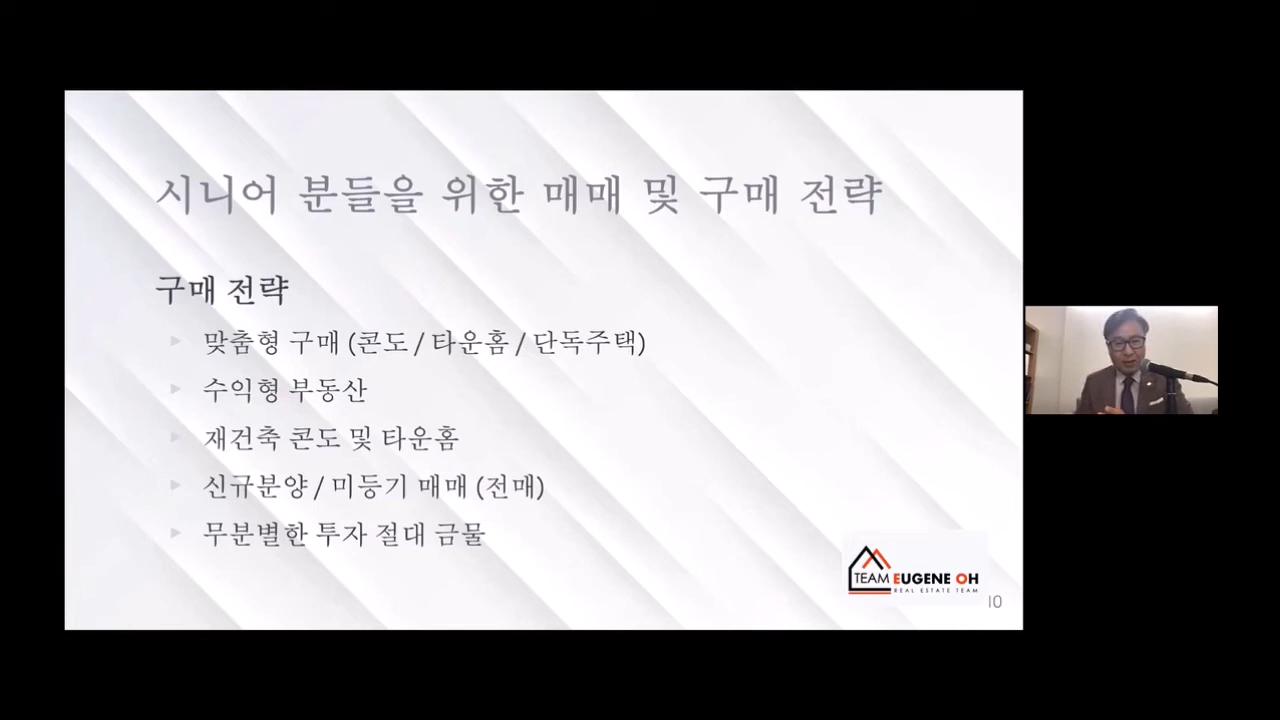 시니어 분들을 위한 매매 및 구매 전략
구매 전략
맞춤형 구매 (콘도 / 타운홈 / 단독주택)
수익형 부동산
재건축 콘도 및 타운홈
신규분양 / 미등기 매매 (전매)
무분별한 투자 절대 금물
TEAM EUGENE OH
REAL ESTATE TEAM
10